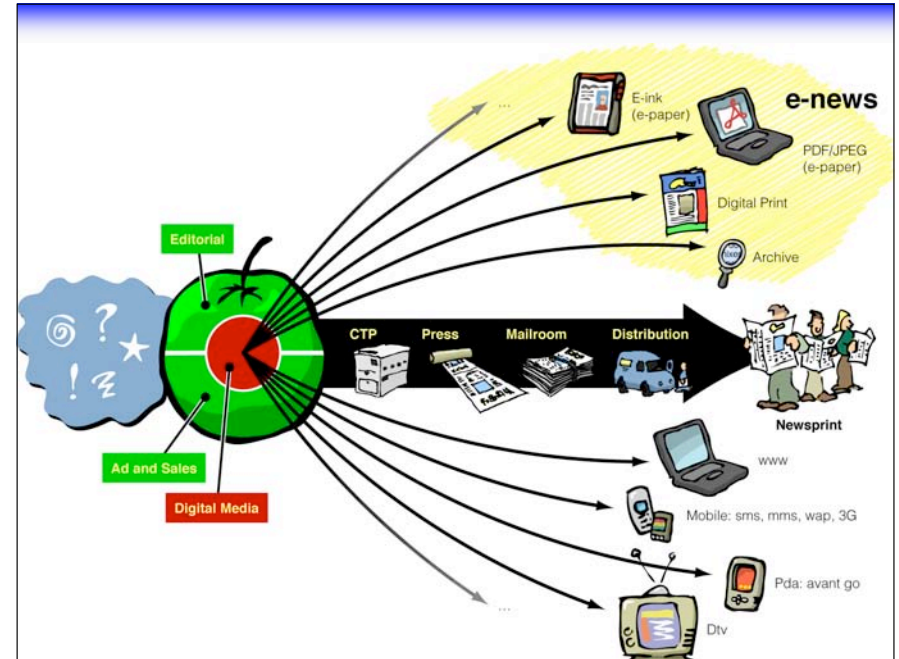 ...
E-ink
(e-paper)
e-news
PDF/JPEG
(e-paper)
Digital Print
Archive
Editorial
? ! 
CTP
Press
Mailroom
Distribution
Newsprint
Ad and Sales
Digital Media
www
Mobile: sms, mms, wap, 3G
Pda: avant go
Dtv
...